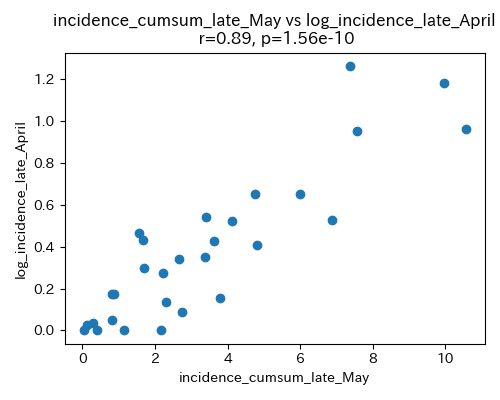 incidence_cumsum_late_May vs log_incidence_late_April
r=0.89, p=1.56e-10
1.2
1.0
0.8
0.6
0.4
0.2
0.0
log_incidence_late_April
0 2 4 6 8 10
incidence_cumsum_late_May